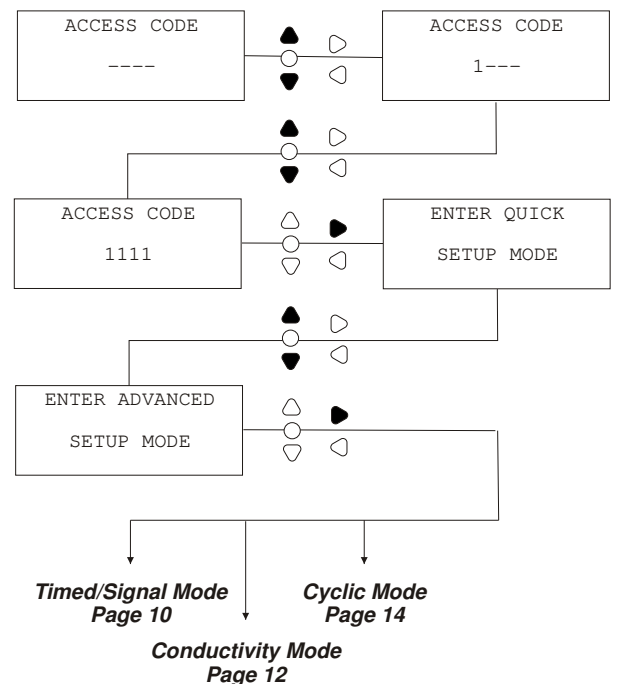 ACCESS CODE
----
ACCESS CODE
1---
ACCESS CODE
1111
ENTER QUICK
SETUP MODE
ENTER ADVANCED
SETUP MODE
Timed/Signal Mode
Page 10
Cyclic Mode
Page 14
Conductivity Mode
Page 12